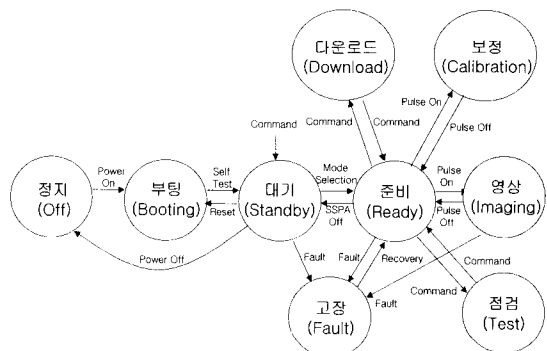 다운로드
(Download)
보정
(Calibration)
Command
Command
Command
Pulse On
Pulse Off
정지
(Off)
Power
On
부팅
(Booting)
Self
Test
Reset
대기
(Standby)
Mode
Selection
SSPA
Off
준비
(Ready)
Pulse
On
Pulse
Off
영상
(Imaging)
Power Off
Fault
Fault
Recovery
Fault
Command
Command
고장
(Fault)
점검
(Test)